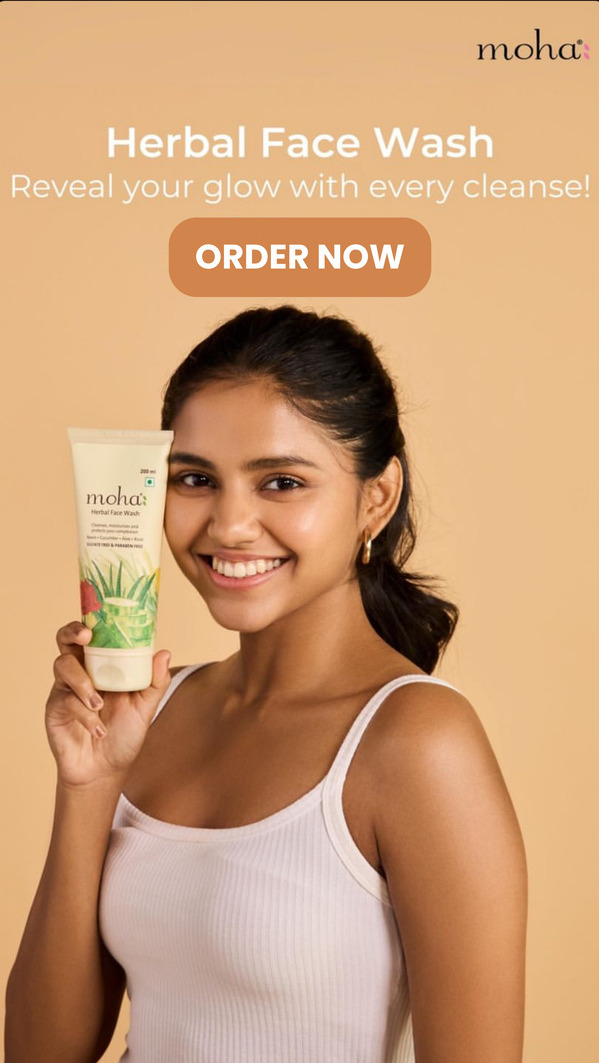 moha
Herbal Face Wash
Reveal your glow with every cleanse!
ORDER NOW
200 ml
moha
Herbal Face Wash
Cleanses, moisturises and
protects your complexion
Neem • Cucumber • Aloe • Rose
SULFATE FREE & PARABEN FREE